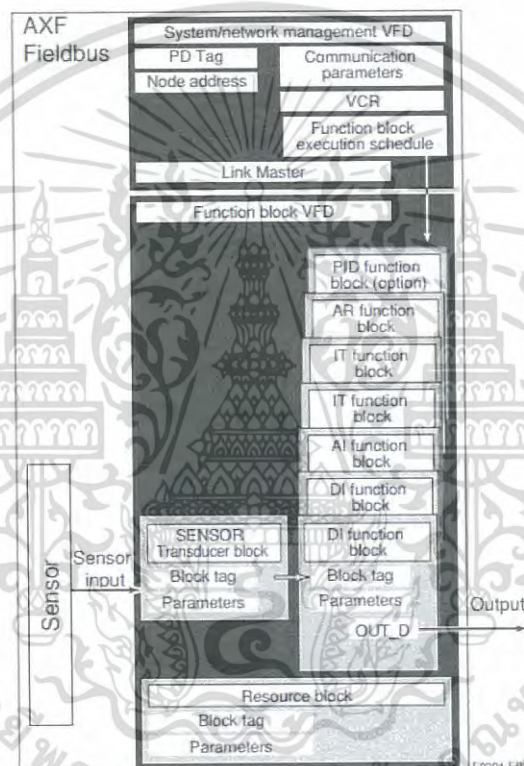 AXF
Fieldbus
System/network management VFD
PD Tag
Node address
Communication
parameters
VCR
Function block
execution schedule
Link Master
Function block VFD
PID function
block (option)
AR function
block
IT function
block
IT function
block
AI function
block
DI function
block
SENSOR
Transducer block
Block tag
Parameters
DI function
block
Block tag
Parameters
OUT_D
Sensor
Sensor
input
Output
Resource block
Block tag
Parameters